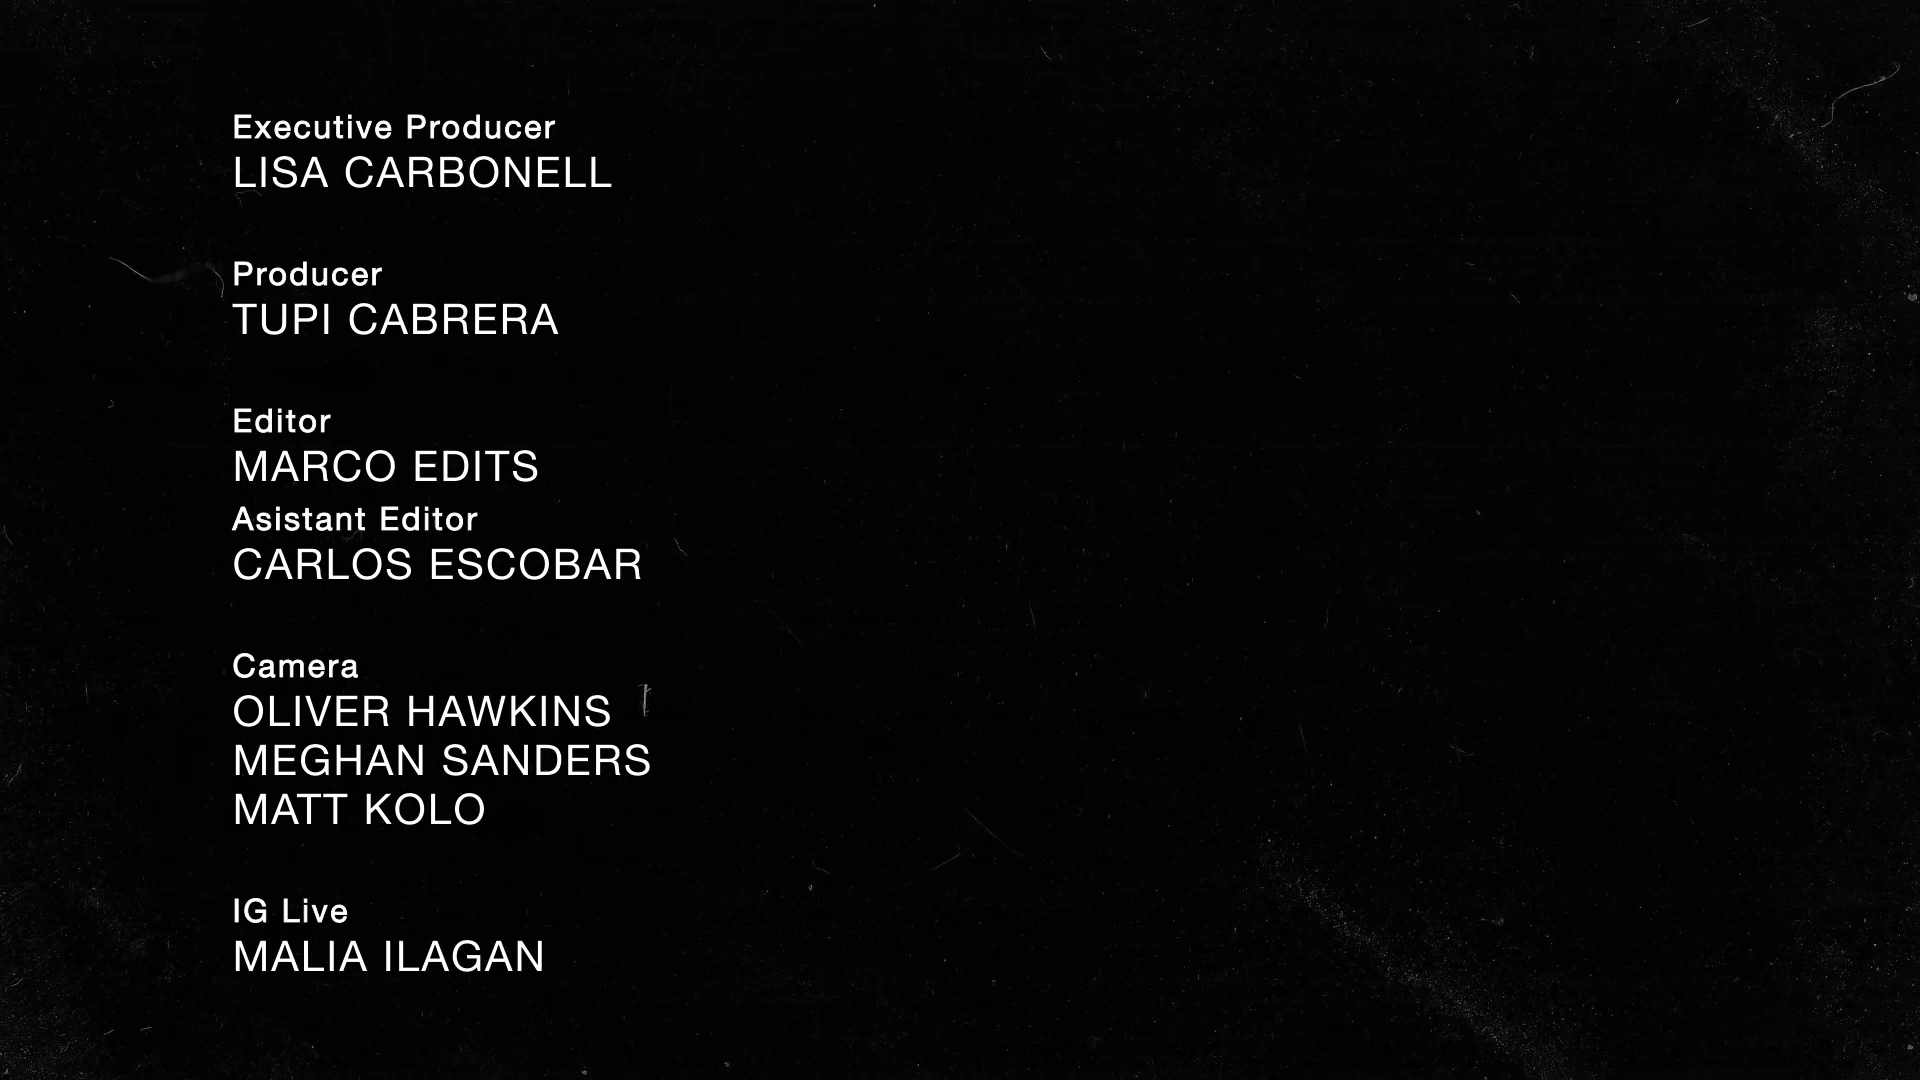 Executive Producer
LISA CARBONELL
Producer
TUPI CABRERA
Editor
MARCO EDITS
Asistant Editor
CARLOS ESCOBAR
Camera
OLIVER HAWKINS
MEGHAN SANDERS
MATT KOLO
IG Live
MALIA ILAGAN